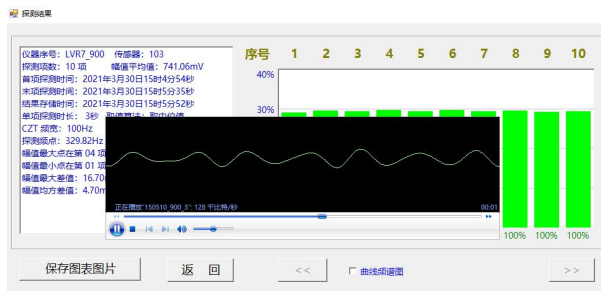 探测结果
仪器序号: LVR7_900 传感器: 103
探测项数: 10 项 幅值平均值: 741.06mV
首项探测时间: 2021年3月30日15时4分54秒
末项探测时间: 2021年3月30日15时5分35秒
结果存储时间: 2021年3月30日15时5分52秒
单项探测时长: 3秒 取值算法: 取中位值
CZT 频宽: 100Hz
探测频点: 329.82Hz
幅值最大点在第 04 项
幅值最小点在第 01 项
幅值最大差值: 16.70
幅值均方差值: 4.70m
序号 1 2 3 4 5 6 7 8 9 10
40%
30%
正在播放"150510_900_3": 128 千比特/秒 00:01
100% 100% 100%
保存图表图片 返 回 << 曲线频谱图 >>